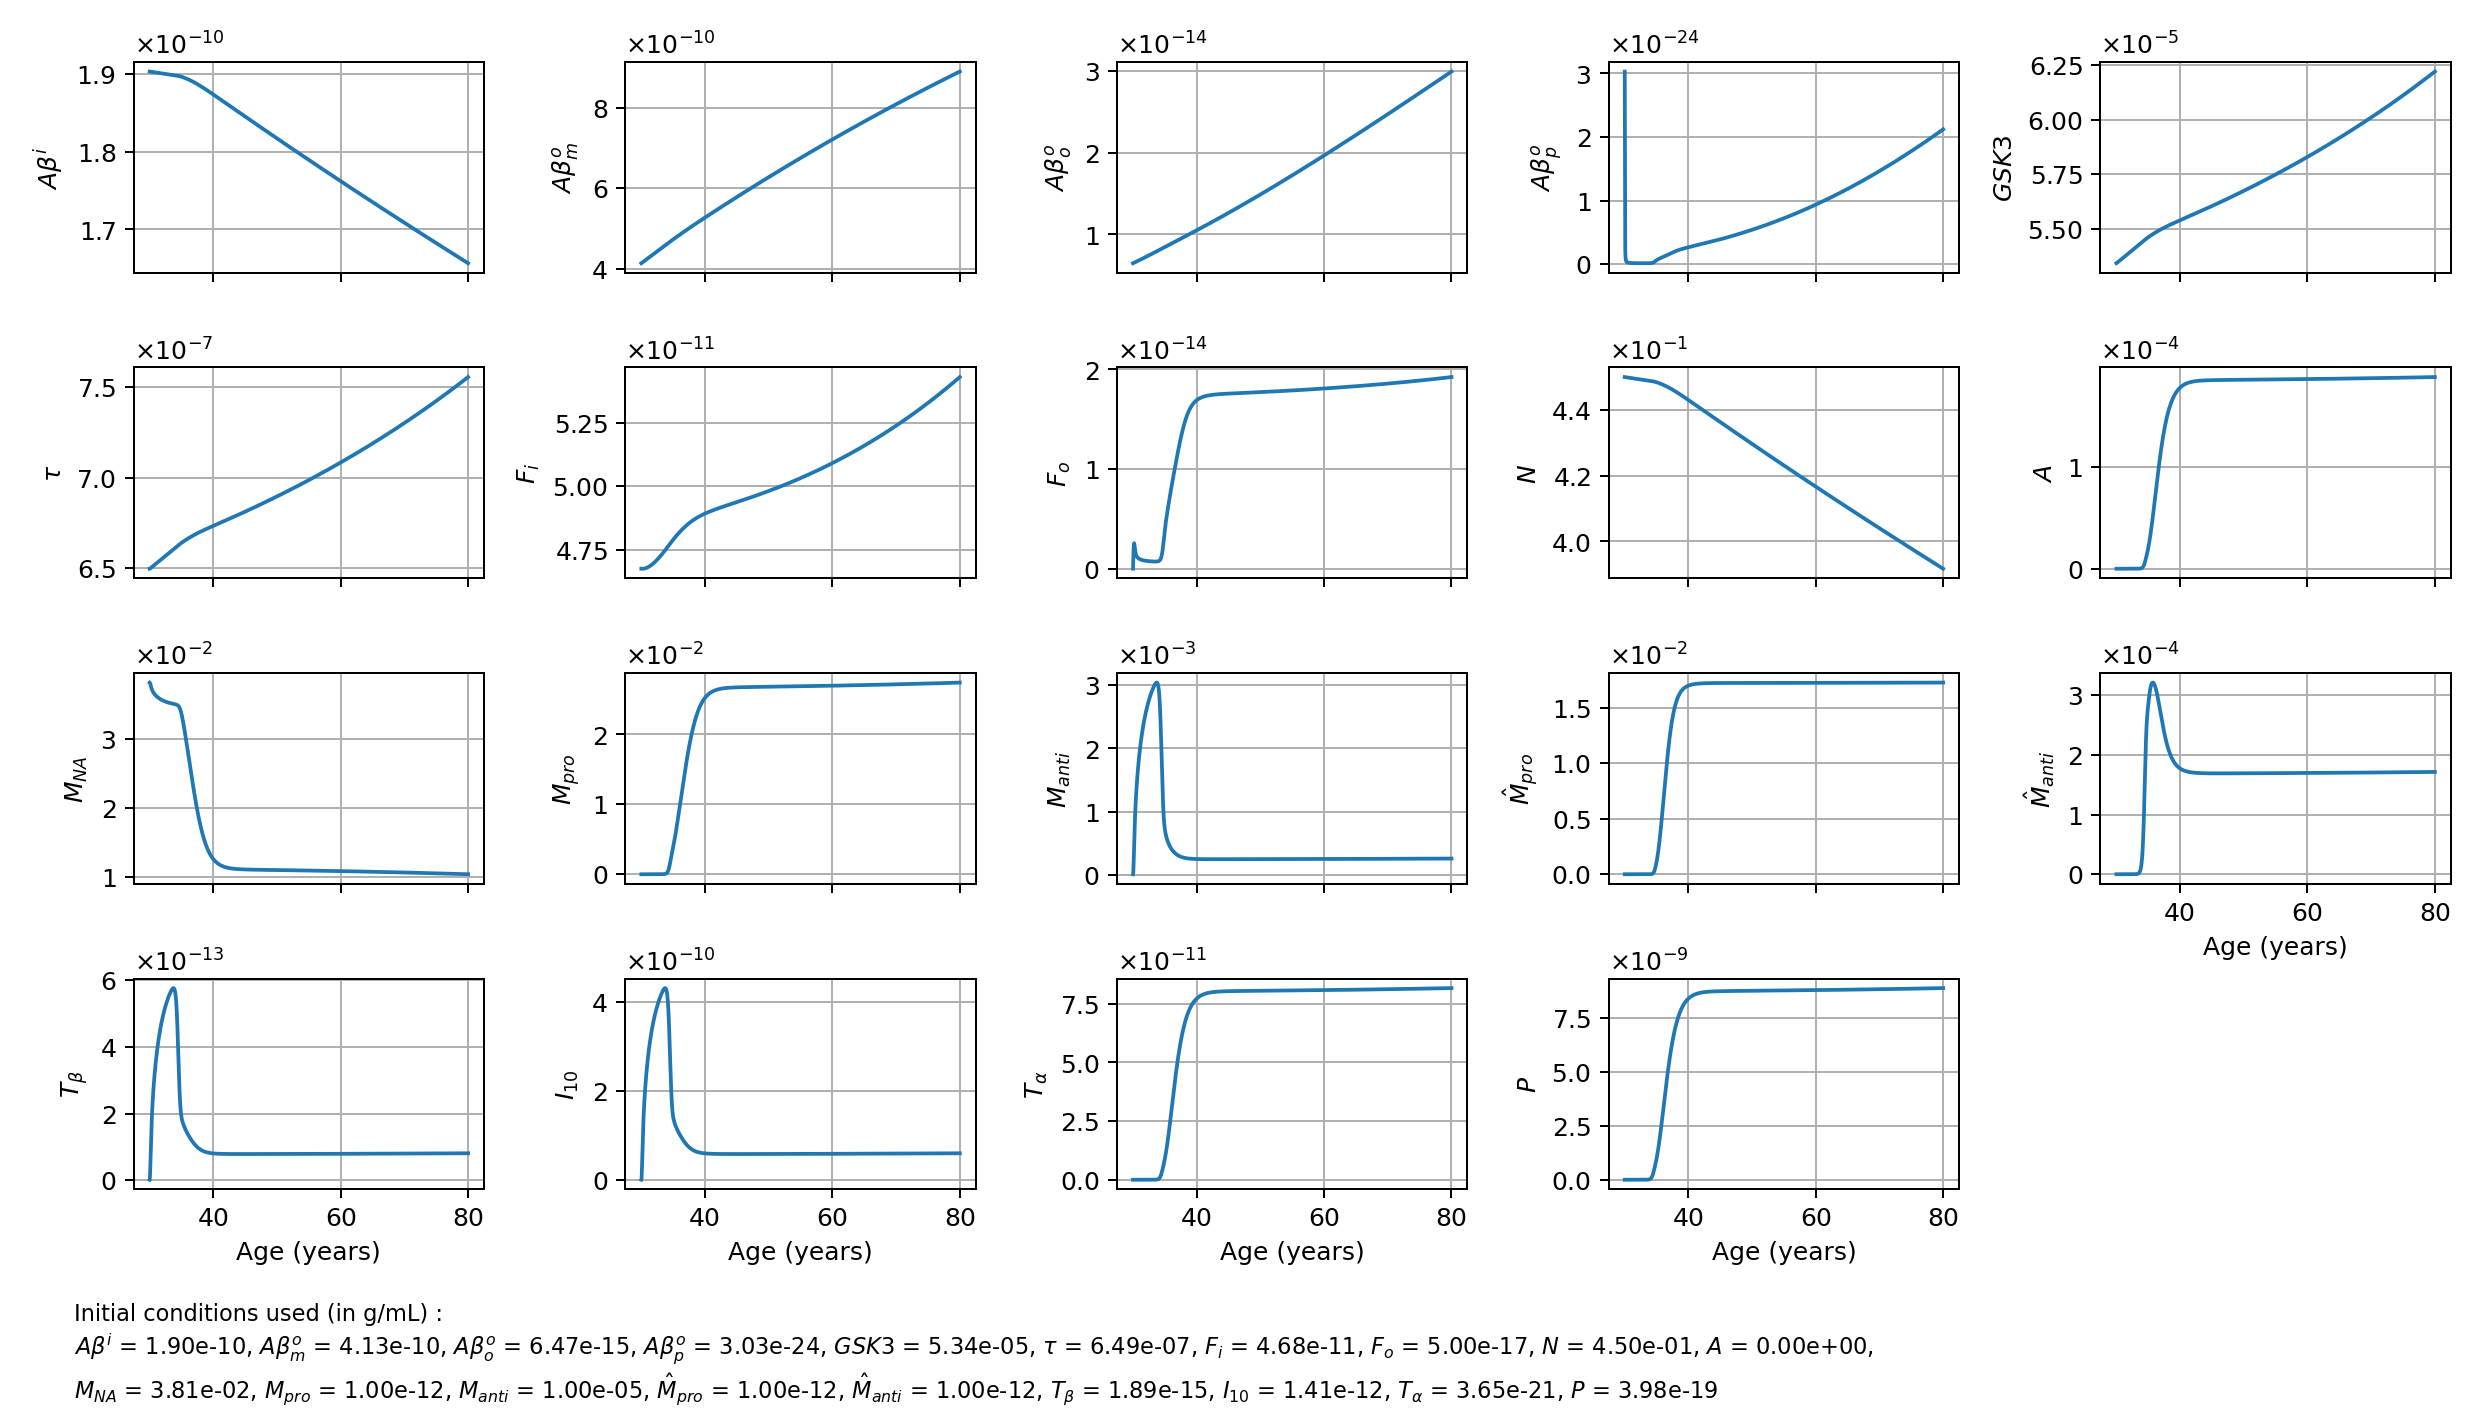 ×10⁻¹⁰ ×10⁻¹⁰ ×10⁻¹⁴ ×10⁻²⁴ ×10⁻⁵
1.9
1.8
1.7
Aβⁱ
8
6
4
Aβₘᵒ
3
2
1
Aβₒᵒ
3
2
1
0
Aβₚᵒ
6.25
6.00
5.75
5.50
GSK3
×10⁻⁷ ×10⁻¹¹ ×10⁻¹⁴ ×10⁻¹ ×10⁻⁴
7.5
7.0
6.5
τ
5.25
5.00
4.75
Fᵢ
2
1
0
Fₒ
4.4
4.2
4.0
N
1
0
A
×10⁻² ×10⁻² ×10⁻³ ×10⁻² ×10⁻⁴
3
2
1
M_NA
2
1
0
M_pro
3
2
1
0
M_anti
1.5
1.0
0.5
0.0
M̂_pro
3
2
1
0
M̂_anti
40 60 80
Age (years)
×10⁻¹³ ×10⁻¹⁰ ×10⁻¹¹ ×10⁻⁹
6
4
2
0
T_β
40 60 80
Age (years)
4
2
0
I₁₀
40 60 80
Age (years)
7.5
5.0
2.5
0.0
T_α
40 60 80
Age (years)
7.5
5.0
2.5
0.0
P
40 60 80
Age (years)
Initial conditions used (in g/mL) :
Aβⁱ = 1.90e-10, Aβₘᵒ = 4.13e-10, Aβₒᵒ = 6.47e-15, Aβₚᵒ = 3.03e-24, GSK3 = 5.34e-05, τ = 6.49e-07, Fᵢ = 4.68e-11, Fₒ = 5.00e-17, N = 4.50e-01, A = 0.00e+00,
M_NA = 3.81e-02, M_pro = 1.00e-12, M_anti = 1.00e-05, M̂_pro = 1.00e-12, M̂_anti = 1.00e-12, T_β = 1.89e-15, I₁₀ = 1.41e-12, T_α = 3.65e-21, P = 3.98e-19